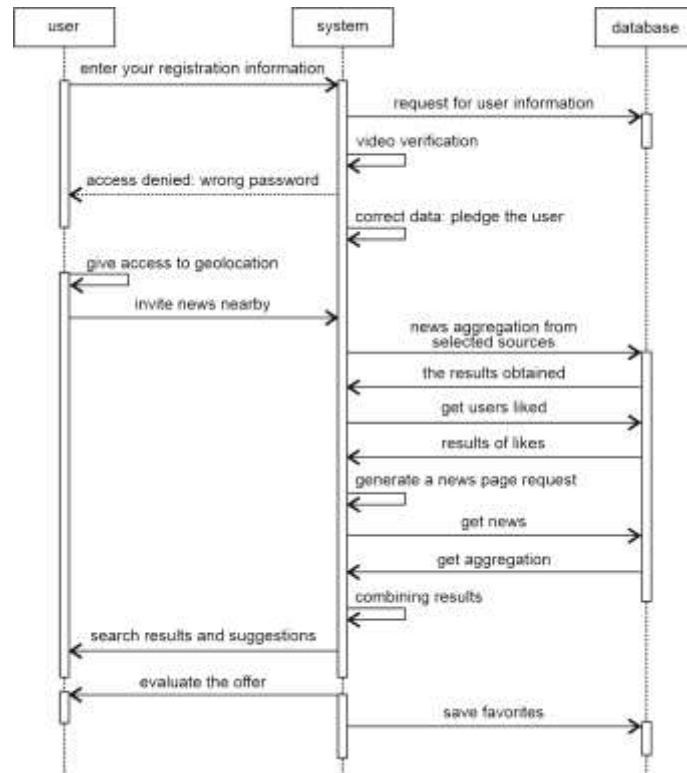 user
system
database
enter your registration information
request for user information
video verification
access denied: wrong password
correct data: pledge the user
give access to geolocation
invite news nearby
news aggregation from
selected sources
the results obtained
get users liked
results of likes
generate a news page request
get news
get aggregation
combining results
search results and suggestions
evaluate the offer
save favorites